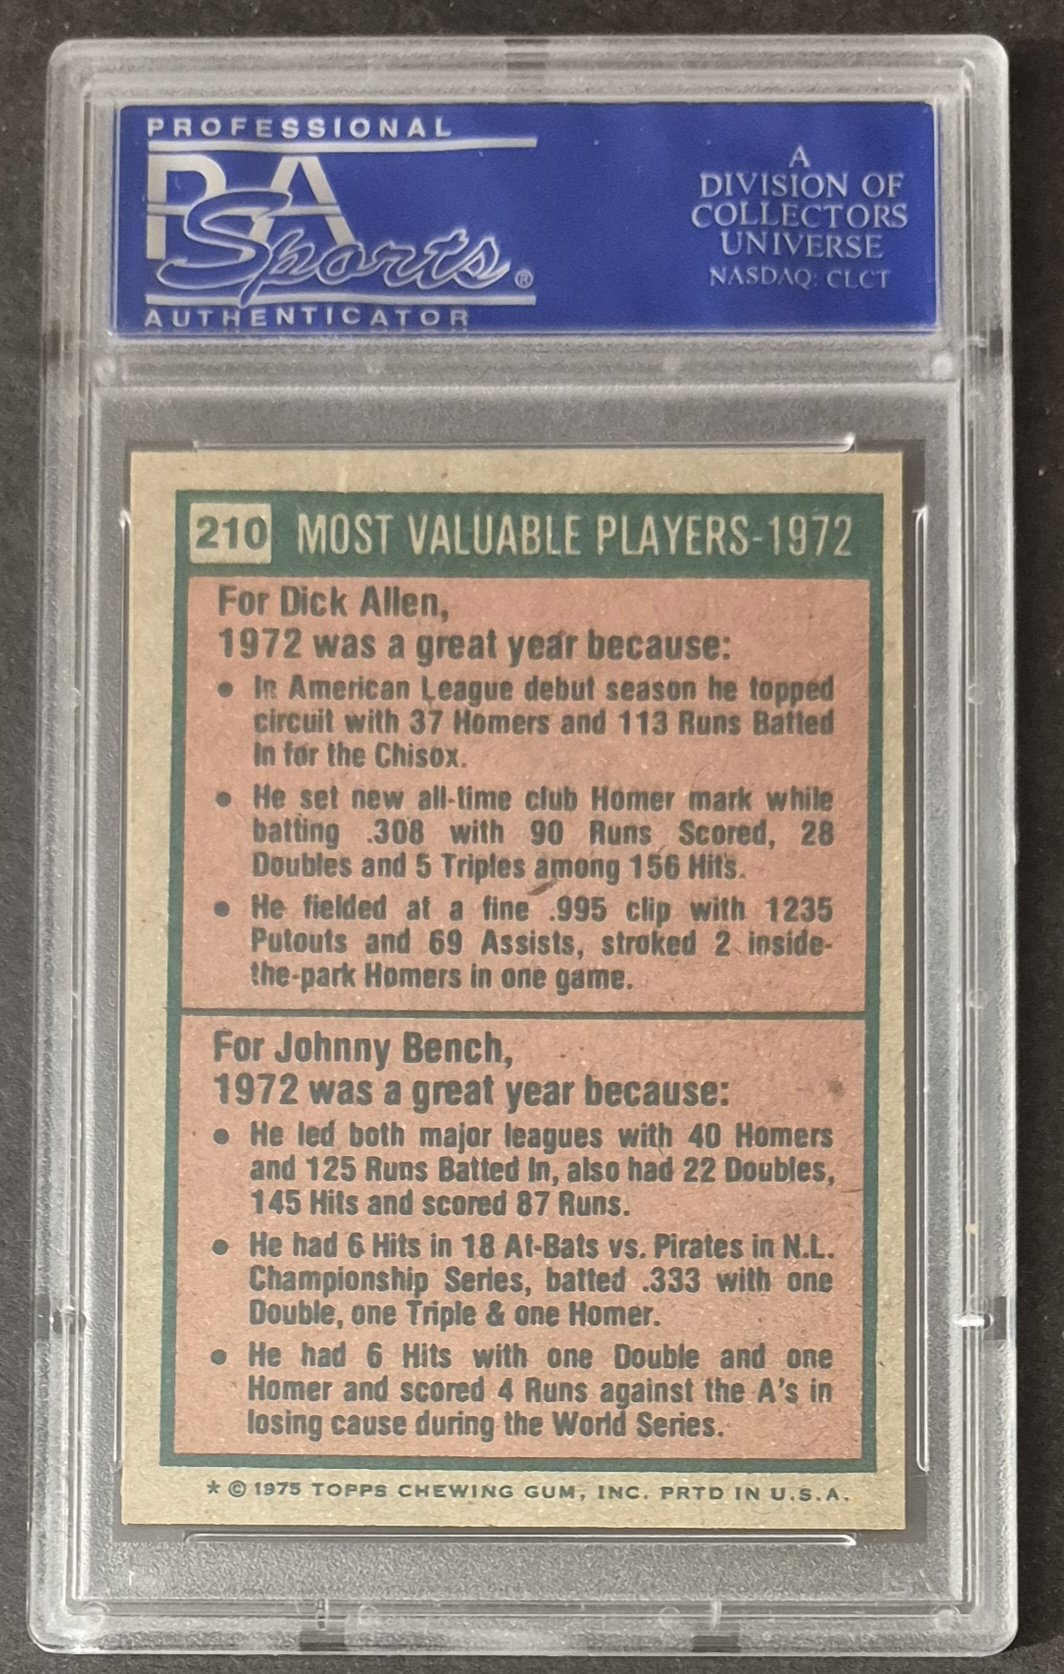 PROFESSIONAL
PSA
Sports®
AUTHENTICATOR
A
DIVISION OF
COLLECTORS
UNIVERSE
NASDAQ: CLCT
210 MOST VALUABLE PLAYERS-1972
For Dick Allen,
1972 was a great year because:
• In American League debut season he topped
circuit with 37 Homers and 113 Runs Batted
In for the Chisox.
• He set new all-time club Homer mark while
batting .308 with 90 Runs Scored, 28
Doubles and 5 Triples among 156 Hits.
• He fielded at a fine .995 clip with 1235
Putouts and 69 Assists, stroked 2 inside-
the-park Homers in one game.
For Johnny Bench,
1972 was a great year because:
• He led both major leagues with 40 Homers
and 125 Runs Batted In, also had 22 Doubles,
145 Hits and scored 87 Runs.
• He had 6 Hits in 18 At-Bats vs. Pirates in N.L.
Championship Series, batted .333 with one
Double, one Triple & one Homer.
• He had 6 Hits with one Double and one
Homer and scored 4 Runs against the A's in
losing cause during the World Series.
* © 1975 TOPPS CHEWING GUM, INC. PRTD IN U.S.A.